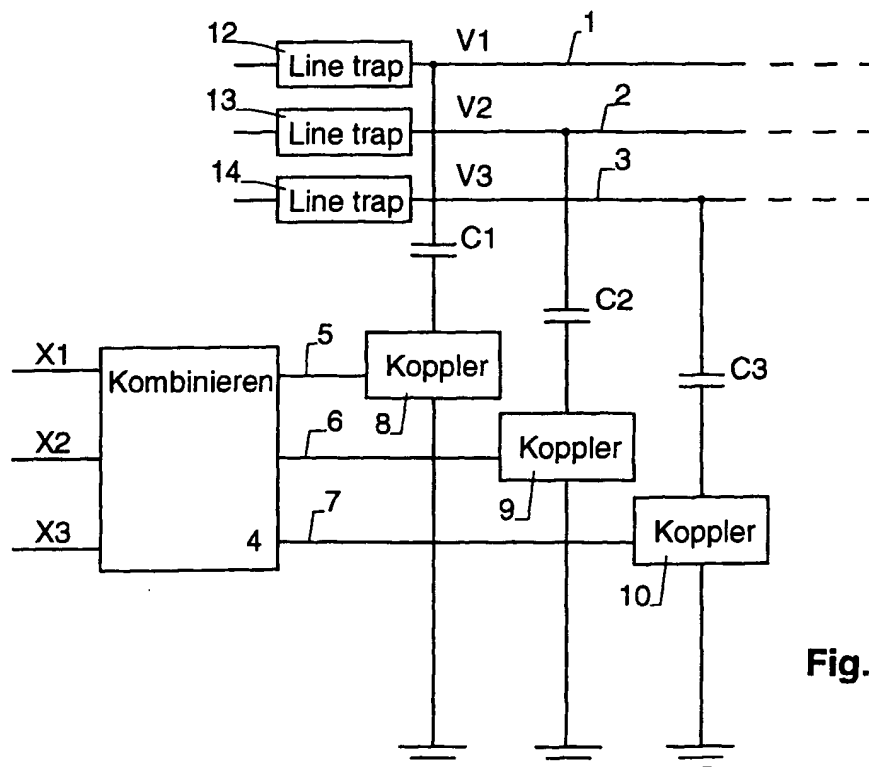 12 Line trap V1 1
13 Line trap V2 2
14 Line trap V3 3
C1
C2
C3
X1 5 Koppler
Kombinieren
8
X2 6 Koppler
9
X3 4 7 Koppler
10
Fig.